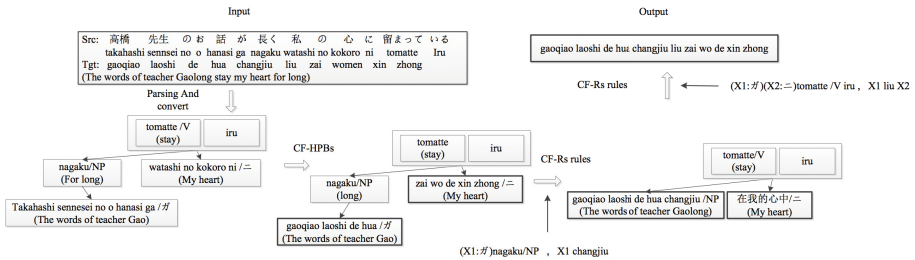 Input
Src: 高橋 先生 のお 話 が 長く 私 の 心 に 留まって いる
takahashi sennsei no o hanasi ga nagaku watashi no kokoro ni tomatte Iru
Tgt: gaoqiao laoshi de hua changjiu liu zai women xin zhong
(The words of teacher Gaolong stay my heart for long)
Output
gaoqiao laoshi de hua changjiu liu zai wo de xin zhong
CF-Rs rules
(X1:ガ)(X2:ニ)tomatte /V iru , X1 liu X2
Parsing And
convert
tomatte /V
(stay)
iru
nagaku/NP
(For long)
watashi no kokoro ni /ニ
(My heart)
Takahashi sennesei no o hanasi ga /ガ
(The words of teacher Gao)
CF-HPBs
tomatte
(stay)
iru
nagaku/NP
(long)
zai wo de xin zhong /ニ
(My heart)
gaoqiao laoshi de hua /ガ
(The words of teacher Gao)
CF-Rs rules
(X1:ガ)nagaku/NP , X1 changjiu
tomatte/V
(stay)
iru
gaoqiao laoshi de hua changjiu /NP
(The words of teacher Gaolong)
在我的心中/ニ
(My heart)